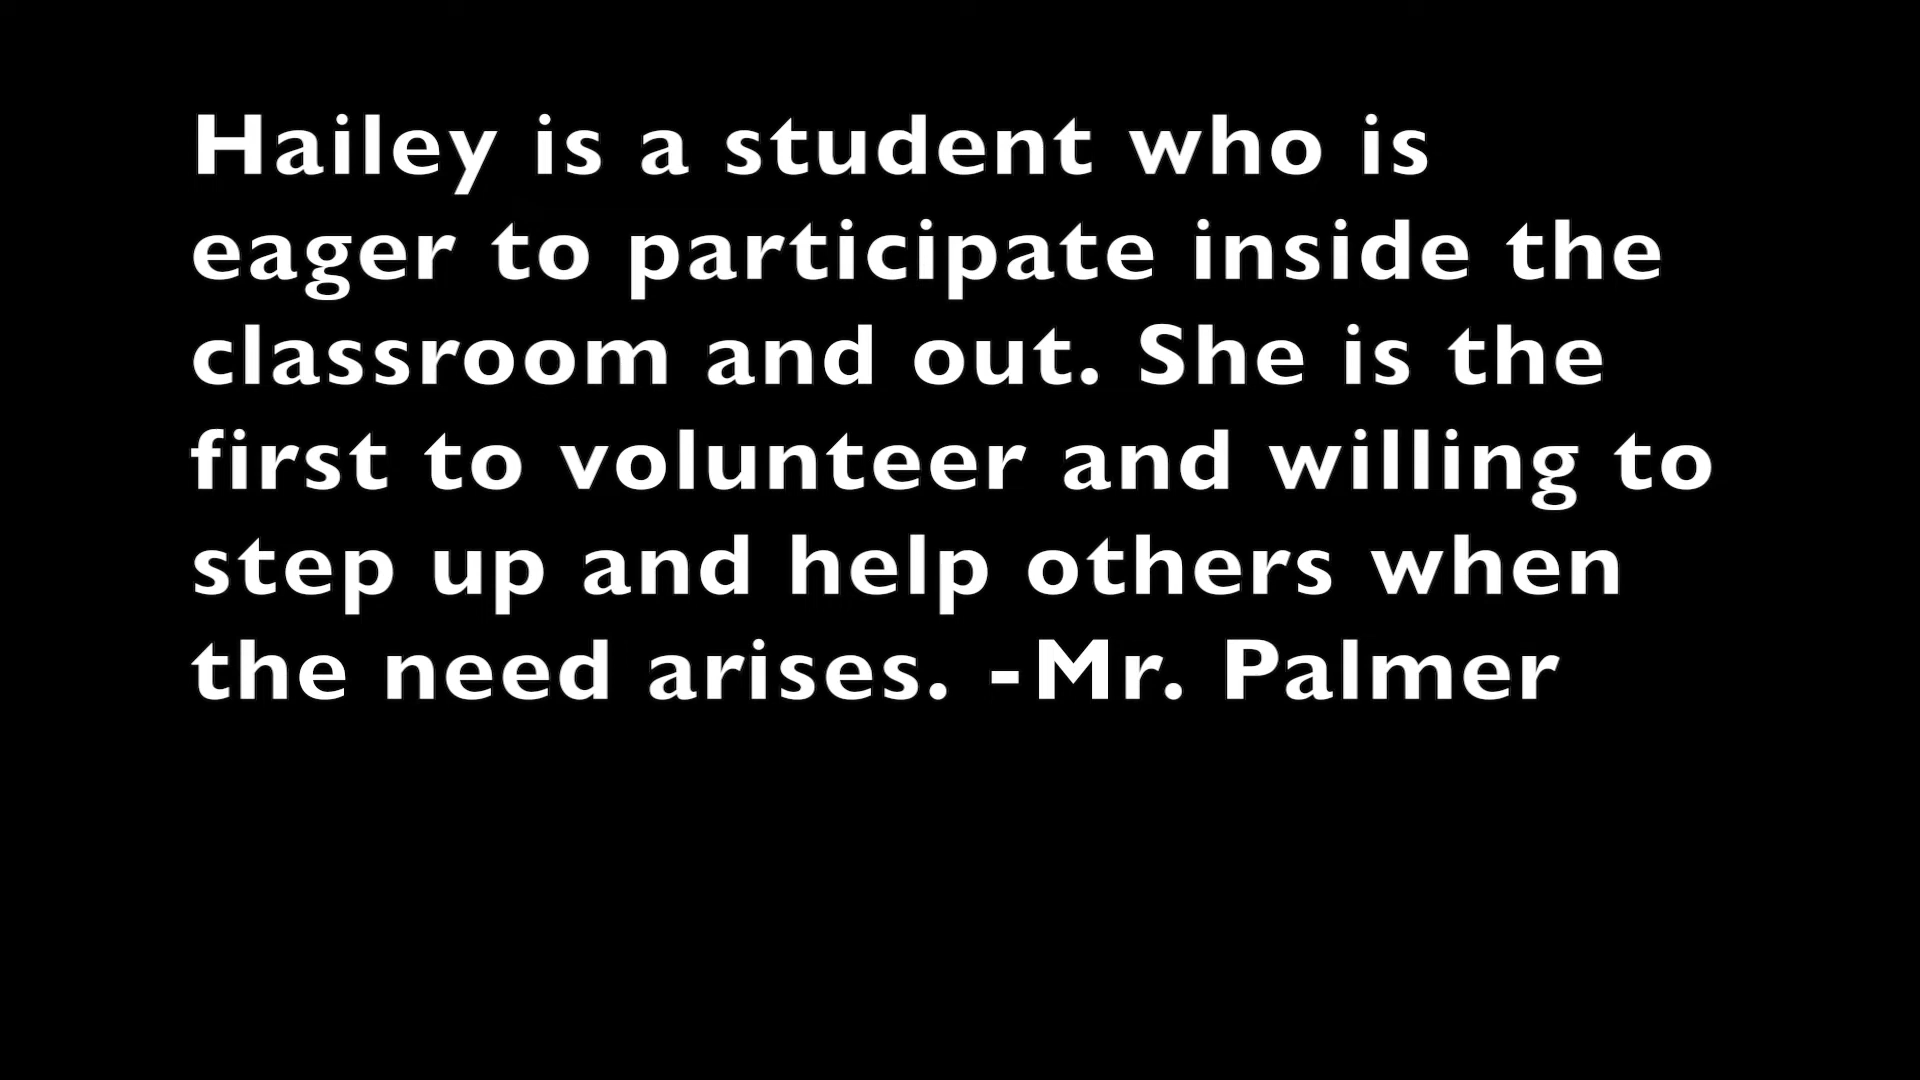 Hailey is a student who is
eager to participate inside the
classroom and out. She is the
first to volunteer and willing to
step up and help others when
the need arises. -Mr. Palmer